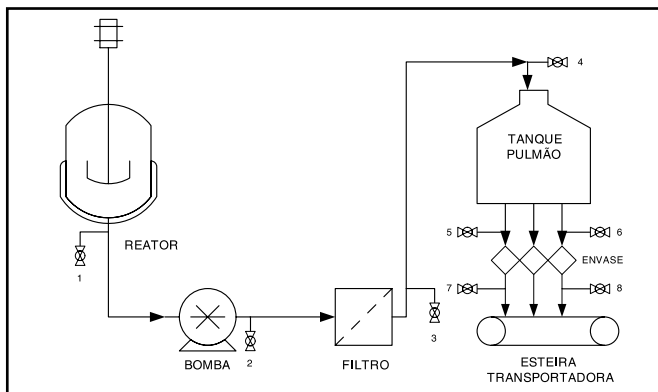 4
TANQUE
PULMÃO
5
6
REATOR
ENVASE
1
7
8
2
3
BOMBA
FILTRO
ESTEIRA
TRANSPORTADORA